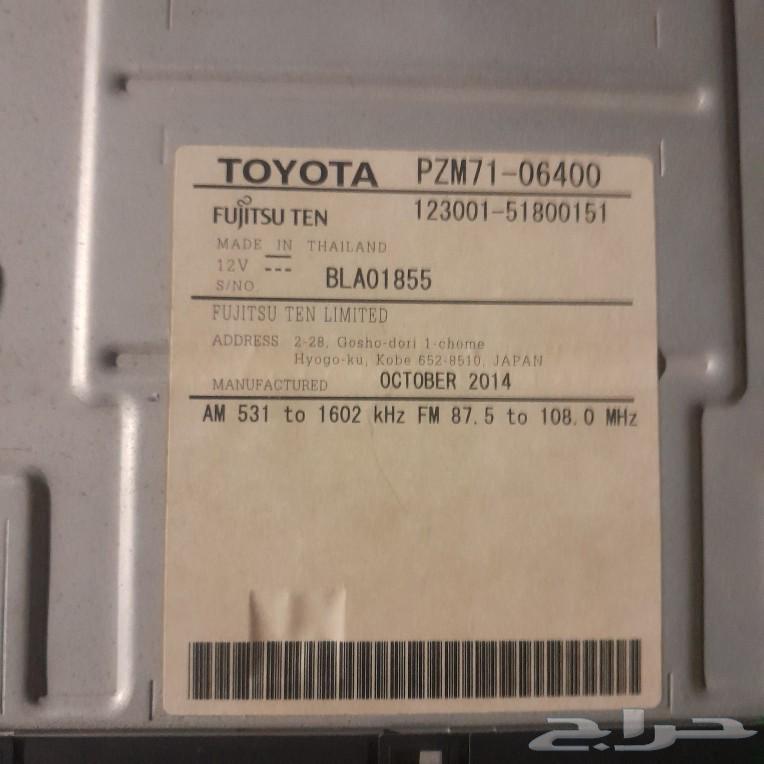 TOYOTA PZM71-06400
FUJITSU TEN 123001-51800151
MADE IN THAILAND
12V
S/NO. BLA01855
FUJITSU TEN LIMITED
ADDRESS 2-28, Gosho-dori 1-chome
Hyogo-ku, Kobe 652-8510, JAPAN
MANUFACTURED OCTOBER 2014
AM 531 to 1602 kHz FM 87.5 to 108.0 MHz
حراج